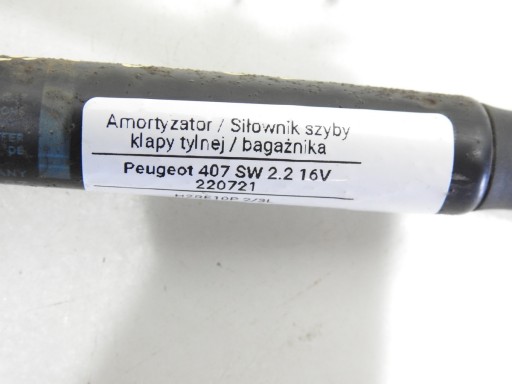 Amortyzator / Siłownik szyby
klapy tylnej / bagażnika
Peugeot 407 SW 2.2 16V
220721